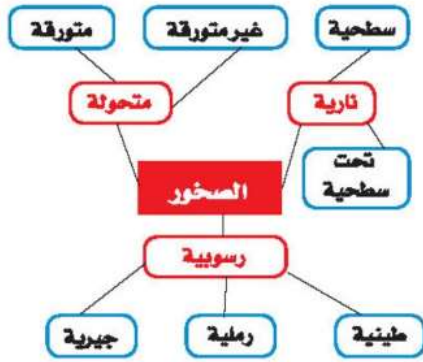 سطحية
غير متورقة
متورقة
نارية
متحولة
تحت
سطحية
الصخور
رسوبية
طينية
رملية
جيرية